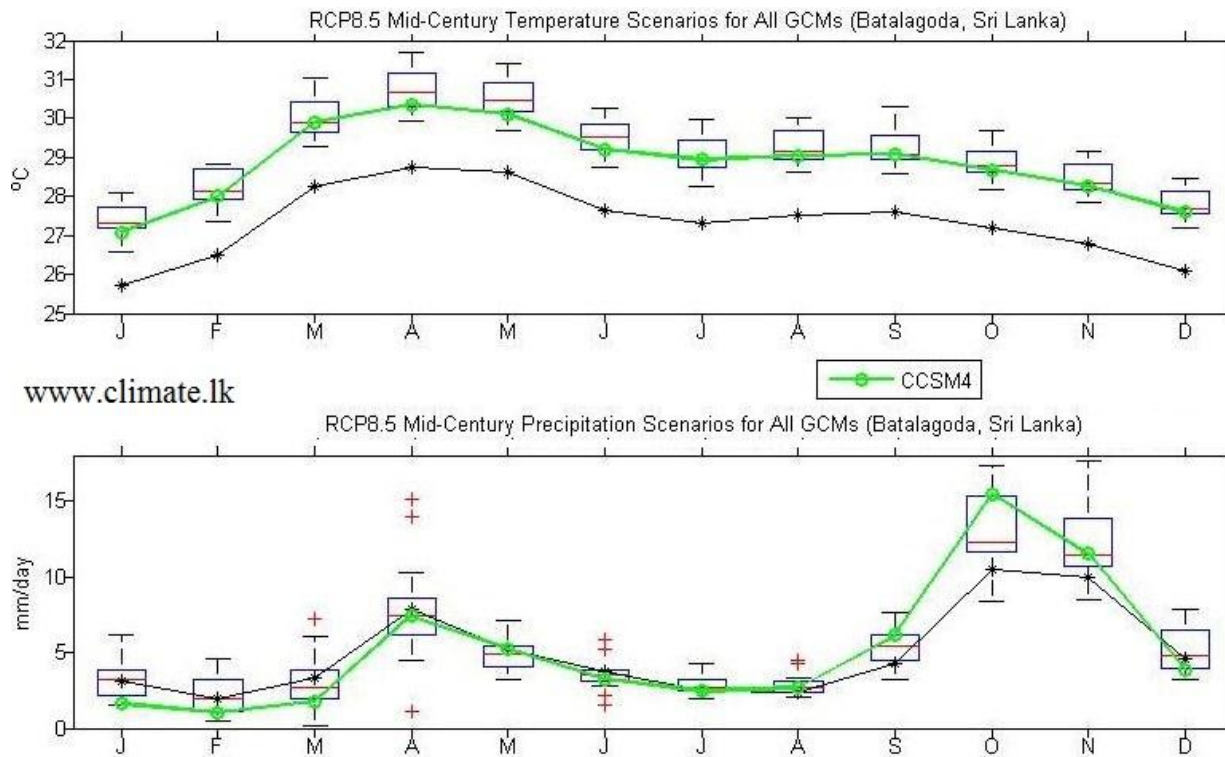 RCP8.5 Mid-Century Temperature Scenarios for All GCMs (Batalagoda, Sri Lanka)
32
31
30
29
28
27
26
25
ºC
J F M A M J J A S O N D
www.climate.lk
CCSM4
RCP8.5 Mid-Century Precipitation Scenarios for All GCMs (Batalagoda, Sri Lanka)
15
10
5
0
mm/day
J F M A M J J A S O N D